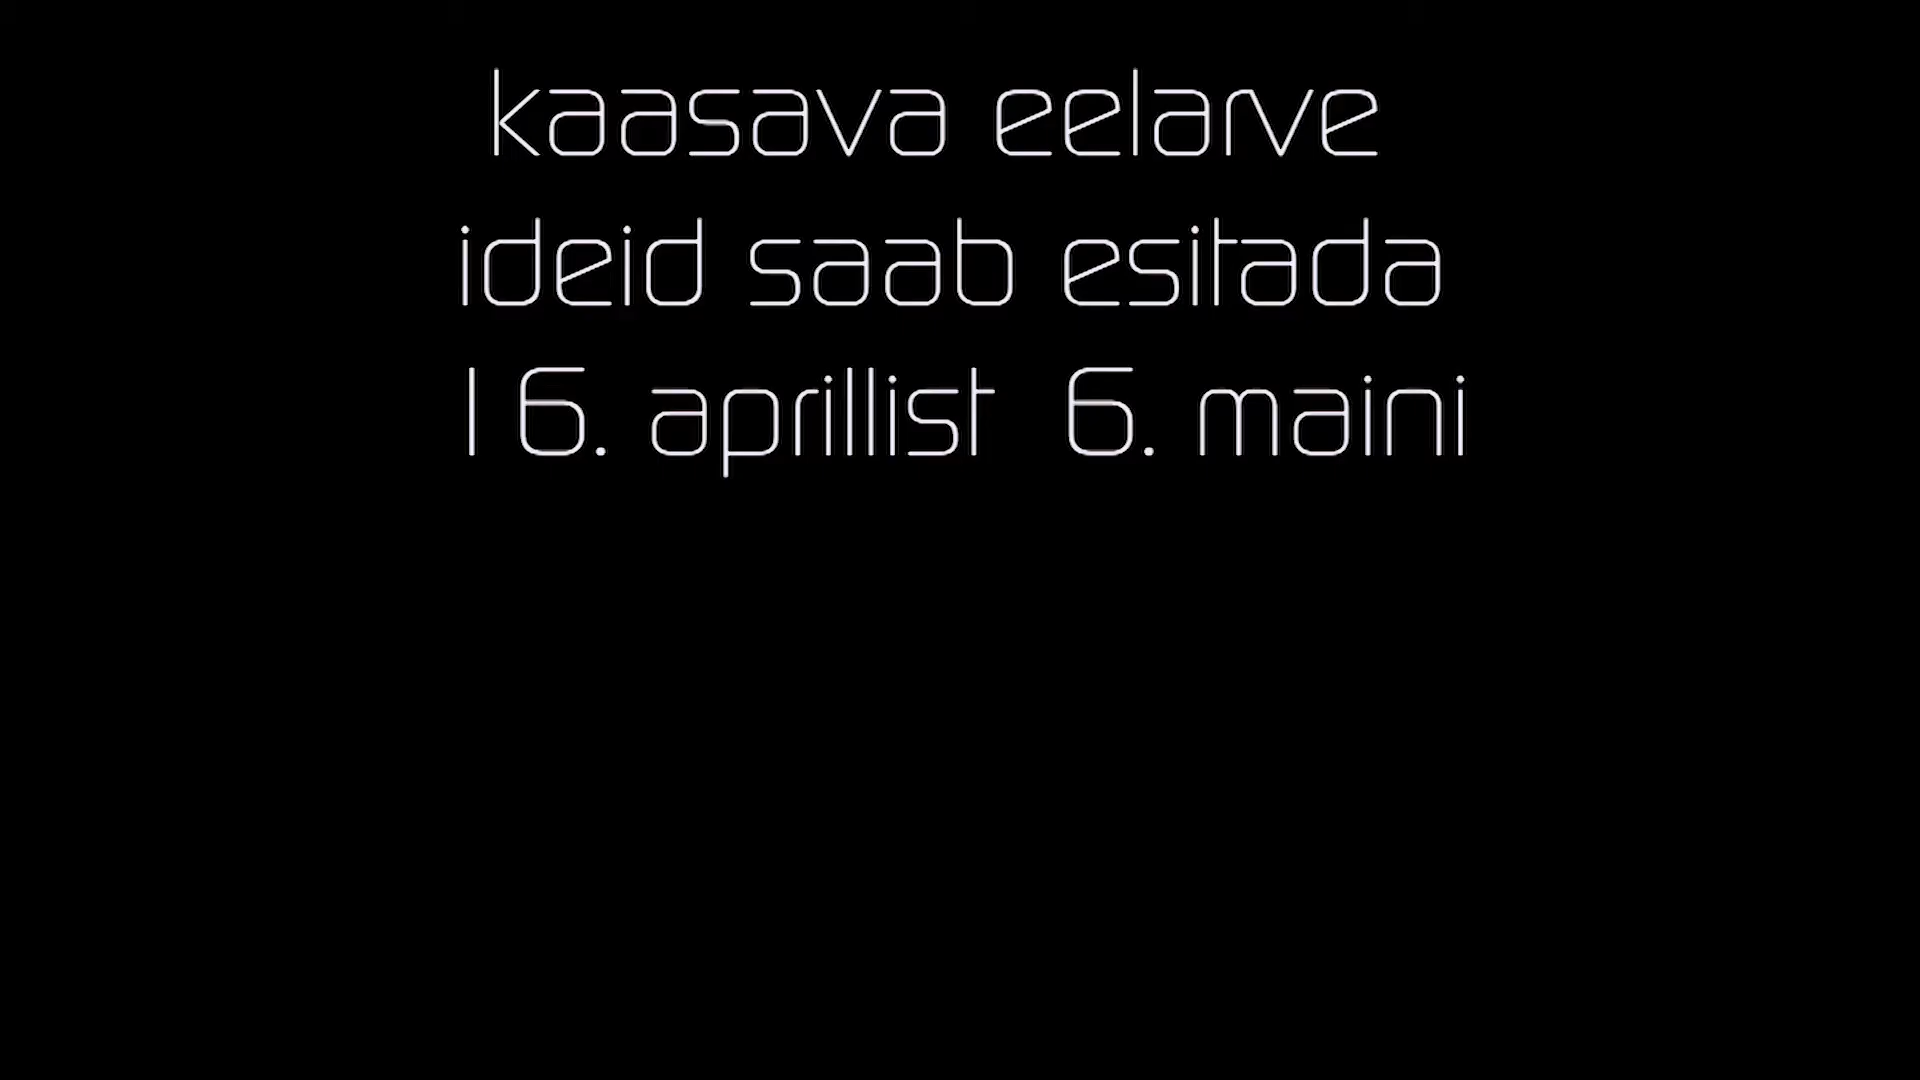 kaasava eelarve
ideid saab esitada
16. aprillist 6. maini